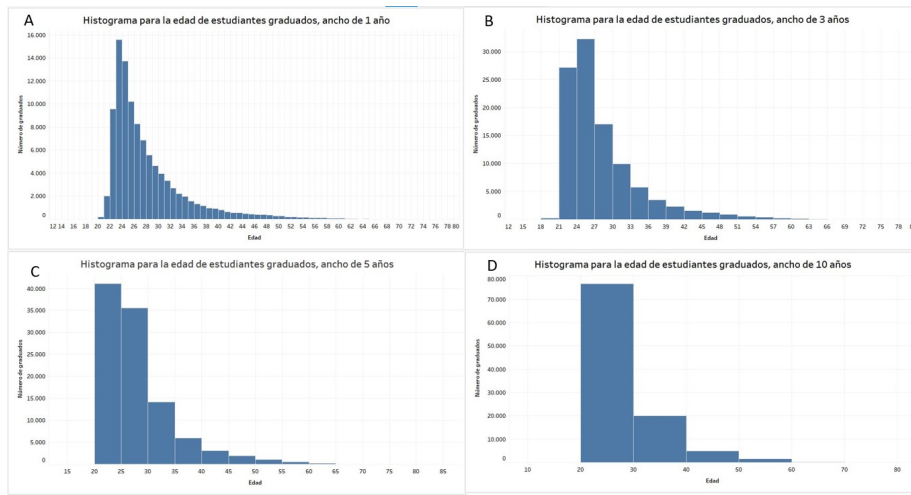 A
Histograma para la edad de estudiantes graduados, ancho de 1 año
16.000
14.000
12.000
10.000
8.000
6.000
4.000
2.000
0
Número de graduados
12 14 16 18 20 22 24 26 28 30 32 34 36 38 40 42 44 46 48 50 52 54 56 58 60 62 64 66 68 70 72 74 76 78 80
Edad
B
Histograma para la edad de estudiantes graduados, ancho de 3 años
30.000
25.000
20.000
15.000
10.000
5.000
0
Número de graduados
12 15 18 21 24 27 30 33 36 39 42 45 48 51 54 57 60 63 66 69 72 75 78
Edad
C
Histograma para la edad de estudiantes graduados, ancho de 5 años
40.000
35.000
30.000
25.000
20.000
15.000
10.000
5.000
0
Número de graduados
15 20 25 30 35 40 45 50 55 60 65 70 75 80 85
Edad
D
Histograma para la edad de estudiantes graduados, ancho de 10 años
80.000
70.000
60.000
50.000
40.000
30.000
20.000
10.000
0
Número de graduados
10 20 30 40 50 60 70 80
Edad